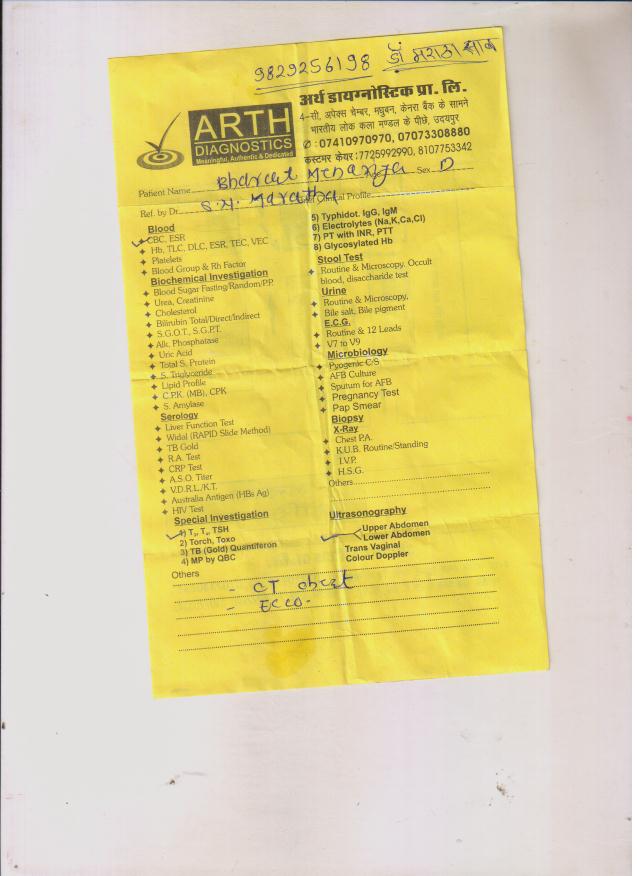 9829256198 डॉ मराठा साब
ARTH
DIAGNOSTICS
Meaningful, Authentic & Dedicated
अर्थ डायग्नोस्टिक प्रा. लि.
4-सी, अपेक्स चेम्बर, मधुबन, केनरा बैंक के सामने
भारतीय लोक कला मण्डल के पीछे, उदयपुर
✆ : 07410970970, 07073308880
कस्टमर केयर : 7725992990, 8107753342
Patient Name Bharat Age Sex
Ref. by Dr. S.M. Maratha Clinical Profile
Blood
CBC, ESR
Hb, TLC, DLC, ESR, TEC, VEC
Platelets
Blood Group & Rh Factor
Biochemical Investigation
Blood Sugar Fasting/Random/P.P.
Urea, Creatinine
Cholesterol
Bilirubin Total/Direct/Indirect
S.G.O.T., S.G.P.T.
Alk. Phosphatase
Uric Acid
Total S. Protein
S. Triglyceride
Lipid Profile
C.P.K. (MB), CPK
S. Amylase
Serology
Liver Function Test
Widal (RAPID Slide Method)
TB Gold
R.A. Test
CRP Test
A.S.O. Titer
V.D.R.L./K.T.
Australia Antigen (HBs Ag)
HIV Test
Special Investigation
1) T₃, T₄, TSH
2) Torch, Toxo
3) TB (Gold) Quantiferon
4) MP by QBC
5) Typhidot. IgG, IgM
6) Electrolytes (Na,K,Ca,Cl)
7) PT with INR, PTT
8) Glycosylated Hb
Stool Test
Routine & Microscopy. Occult
blood, disaccharide test
Urine
Routine & Microscopy,
Bile salt, Bile pigment
E.C.G.
Routine & 12 Leads
V7 to V9
Microbiology
Pyogenic C/S
AFB Culture
Sputum for AFB
Pregnancy Test
Pap Smear
Biopsy
X-Ray
Chest P.A.
K.U.B. Routine/Standing
I.V.P.
H.S.G.
Others
Ultrasonography
Upper Abdomen
Lower Abdomen
Trans Vaginal
Colour Doppler
Others
- CT chest
- ECCO.